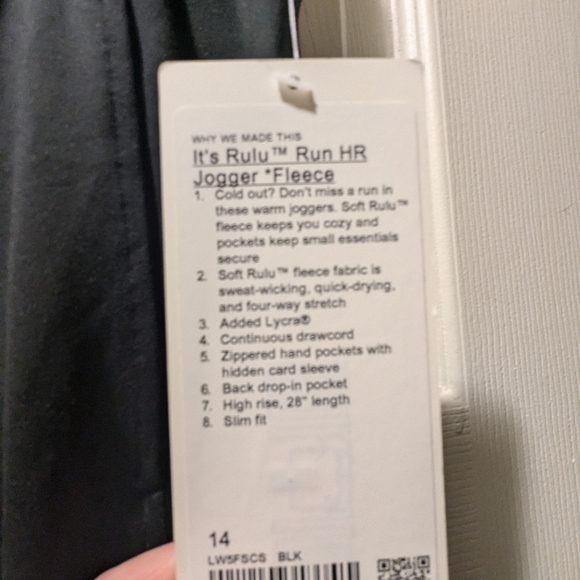 WHY WE MADE THIS
It's Rulu™ Run HR
Jogger *Fleece
1. Cold out? Don't miss a run in
these warm joggers. Soft Rulu™
fleece keeps you cozy and
pockets keep small essentials
secure
2. Soft Rulu™ fleece fabric is
sweat-wicking, quick-drying,
and four-way stretch
3. Added Lycra®
4. Continuous drawcord
5. Zippered hand pockets with
hidden card sleeve
6. Back drop-in pocket
7. High rise, 28" length
8. Slim fit
14
LW5FSCS BLK